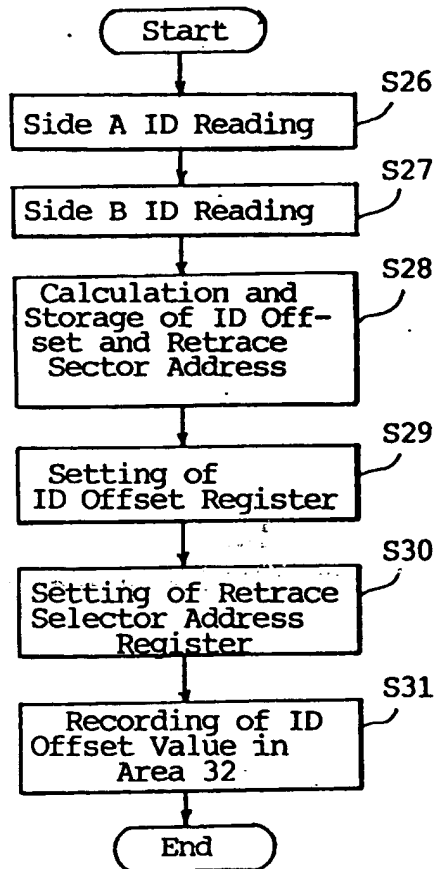 Start
S26
Side A ID Reading
S27
Side B ID Reading
S28
Calculation and
Storage of ID Off-
set and Retrace
Sector Address
S29
Setting of
ID Offset Register
S30
Setting of Retrace
Selector Address
Register
S31
Recording of ID
Offset Value in
Area 32
End